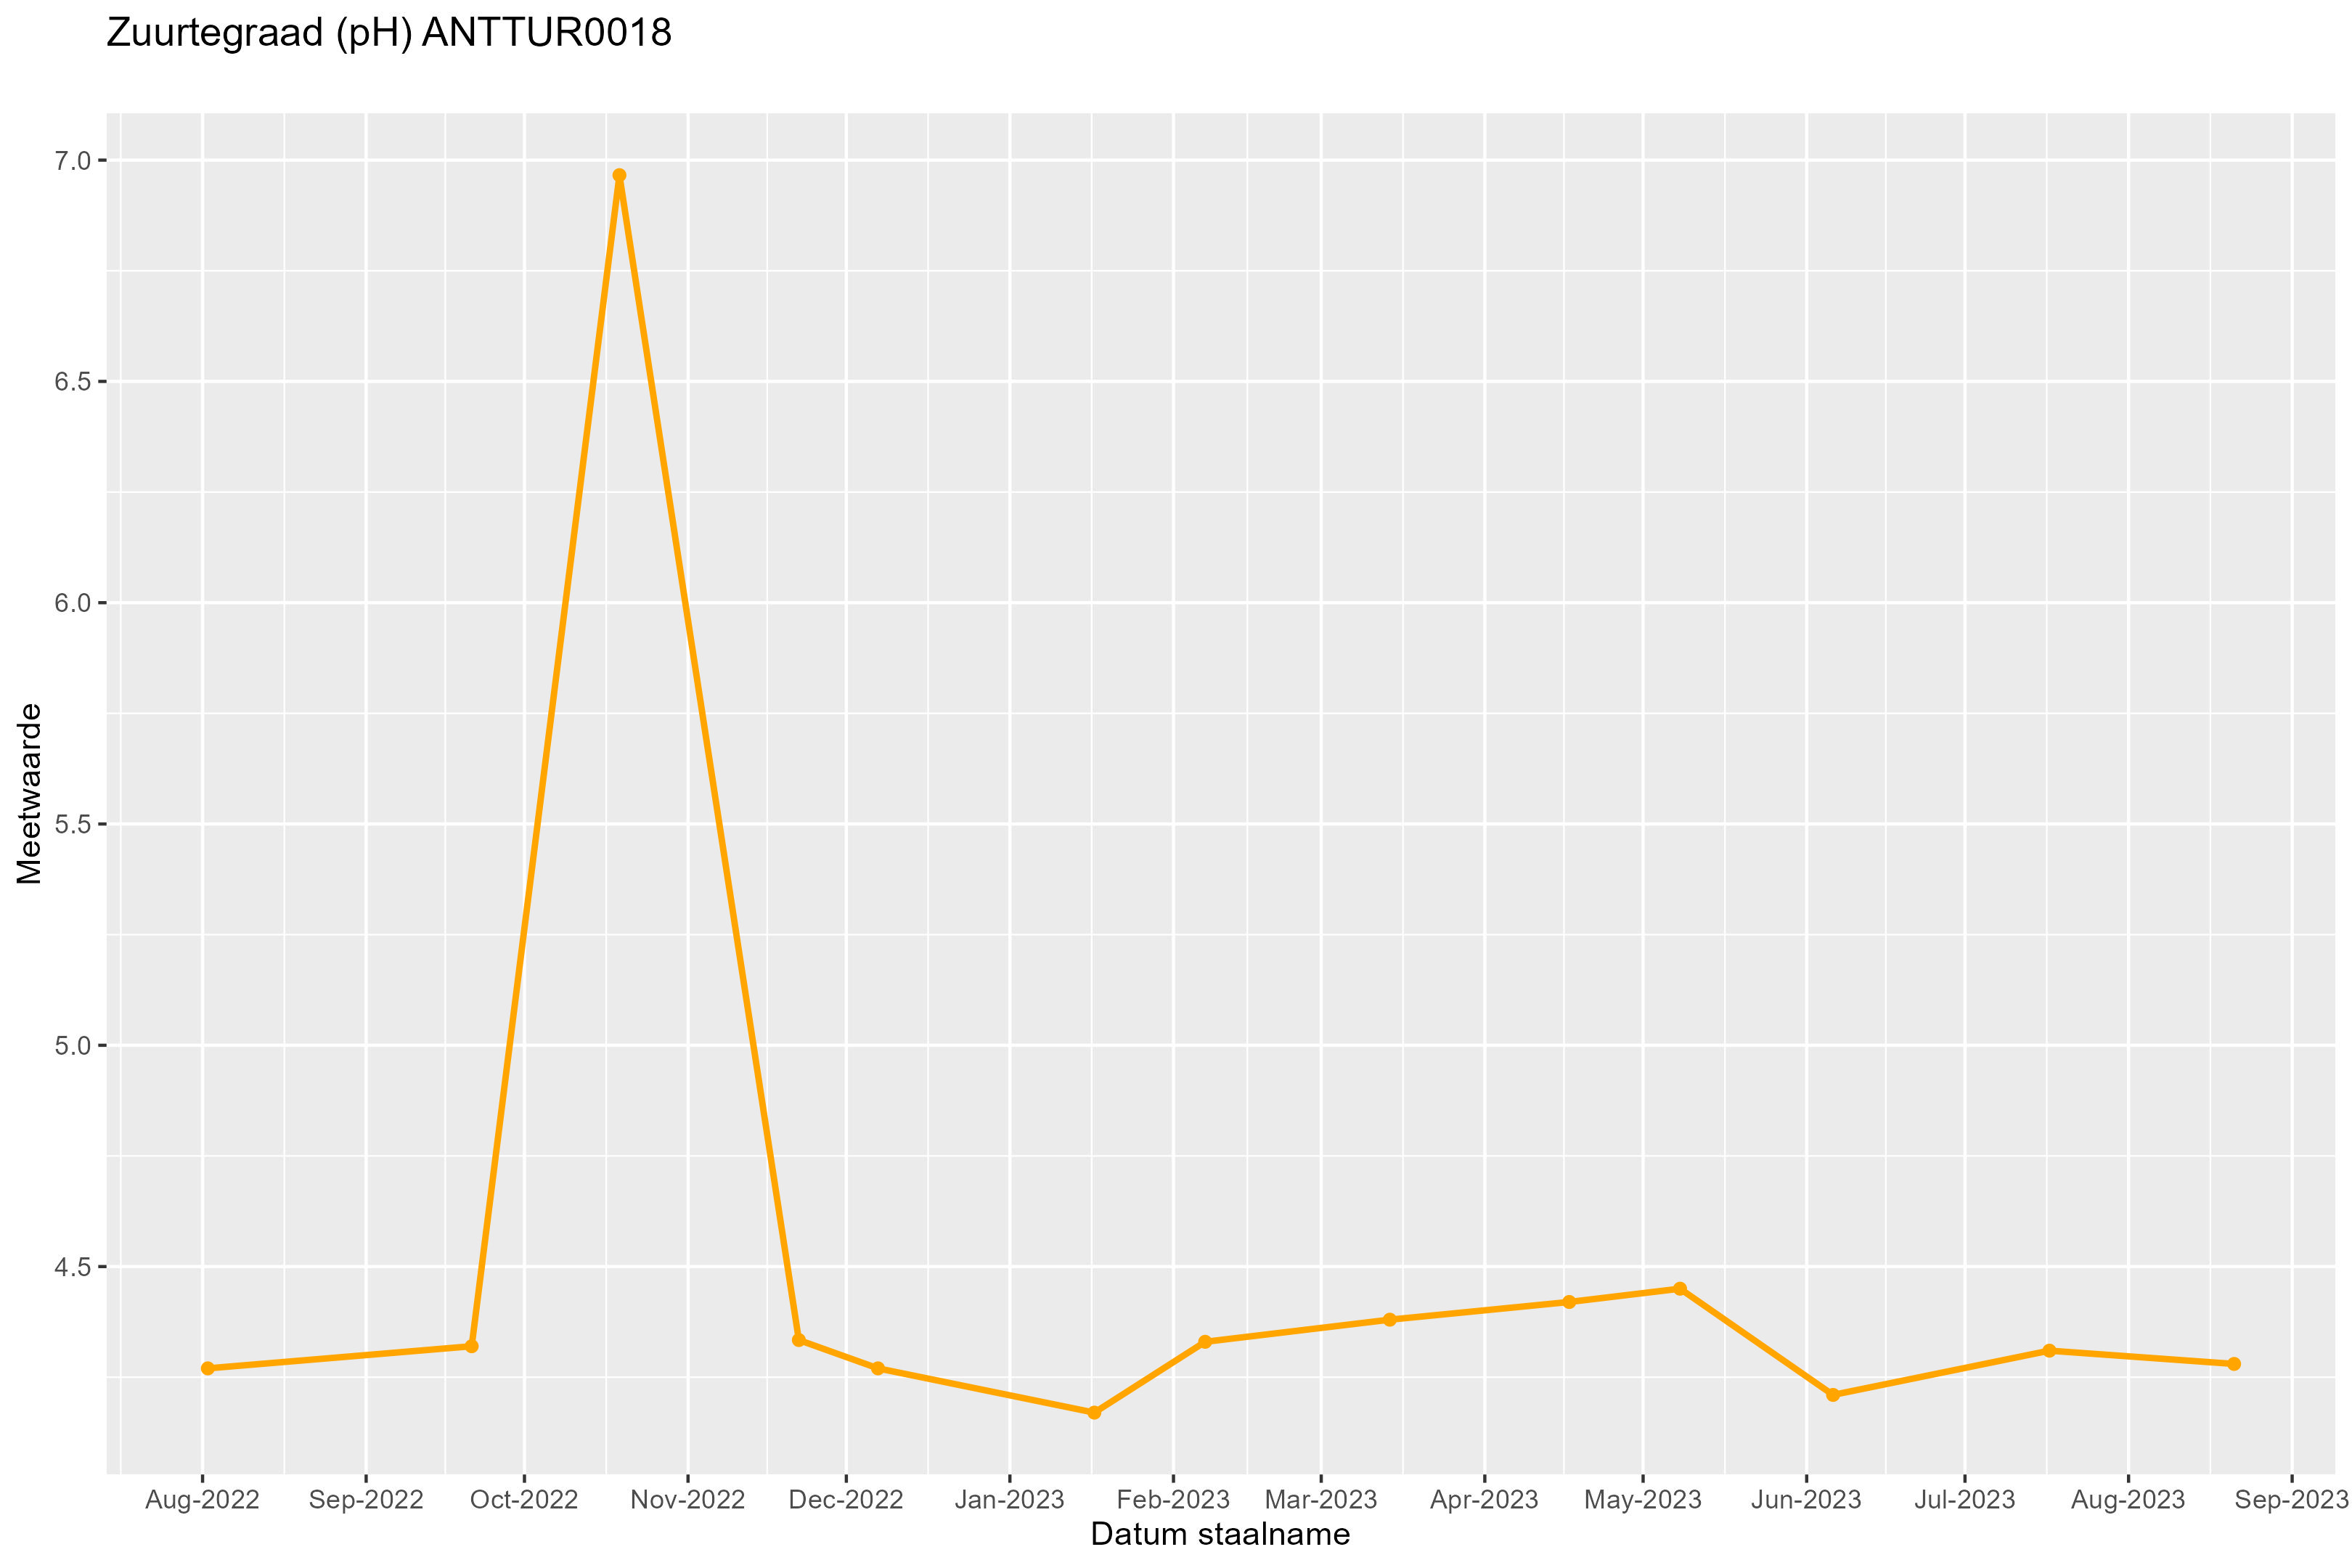 Zuurtegraad (pH) ANTTUR0018
7.0
6.5
6.0
5.5
5.0
4.5
Meetwaarde
Aug-2022 Sep-2022 Oct-2022 Nov-2022 Dec-2022 Jan-2023 Feb-2023 Mar-2023 Apr-2023 May-2023 Jun-2023 Jul-2023 Aug-2023 Sep-2023
Datum staalname